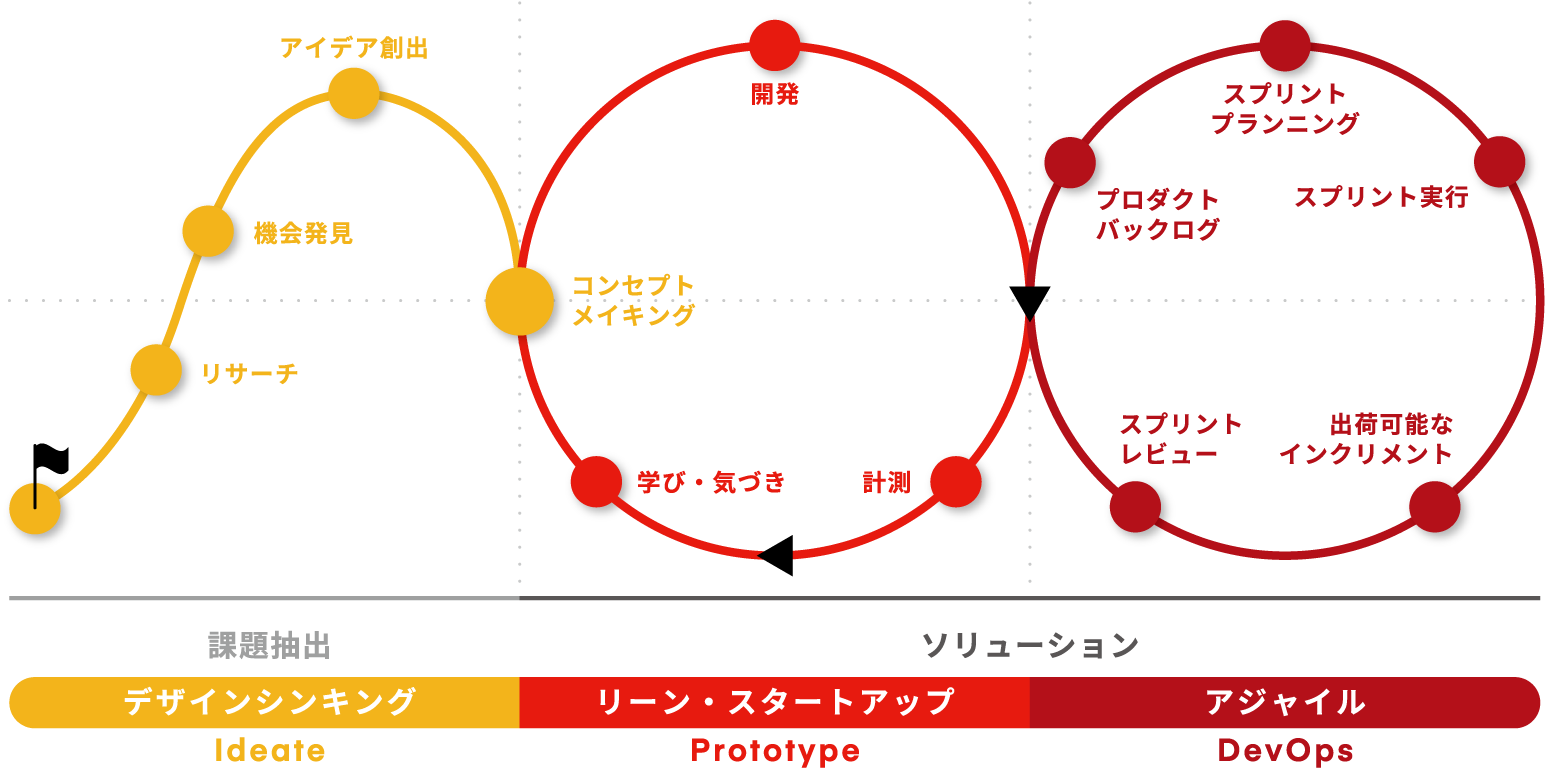 アイデア創出
機会発見
リサーチ
コンセプト
メイキング
開発
学び・気づき
計測
スプリント
プランニング
プロダクト
バックログ
スプリント実行
スプリント
レビュー
出荷可能な
インクリメント
課題抽出
ソリューション
デザインシンキング
リーン・スタートアップ
アジャイル
Ideate
Prototype
DevOps